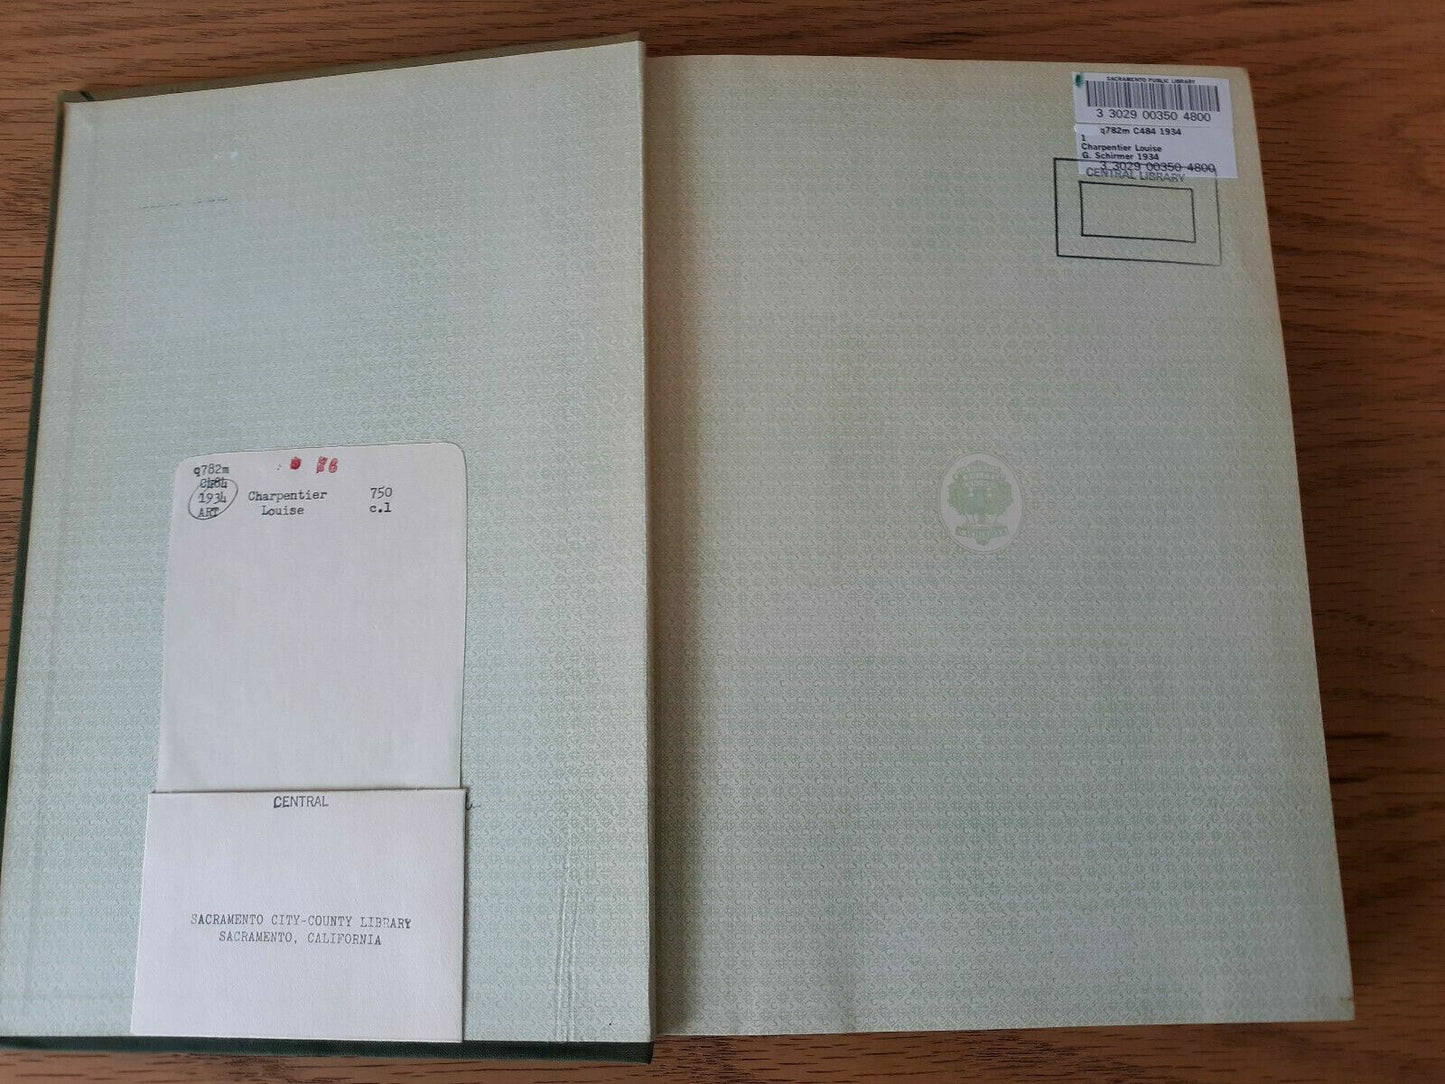 q782m
C484
1934 Charpentier 750
ART Louise c.1
CENTRAL
SACRAMENTO CITY-COUNTY LIBRARY
SACRAMENTO, CALIFORNIA
SACRAMENTO PUBLIC LIBRARY
3 3029 00350 4800
q782m C484 1934
1
Charpentier Louise
G. Schirmer 1934
3 3029 00350 4800
CENTRAL LIBRARY